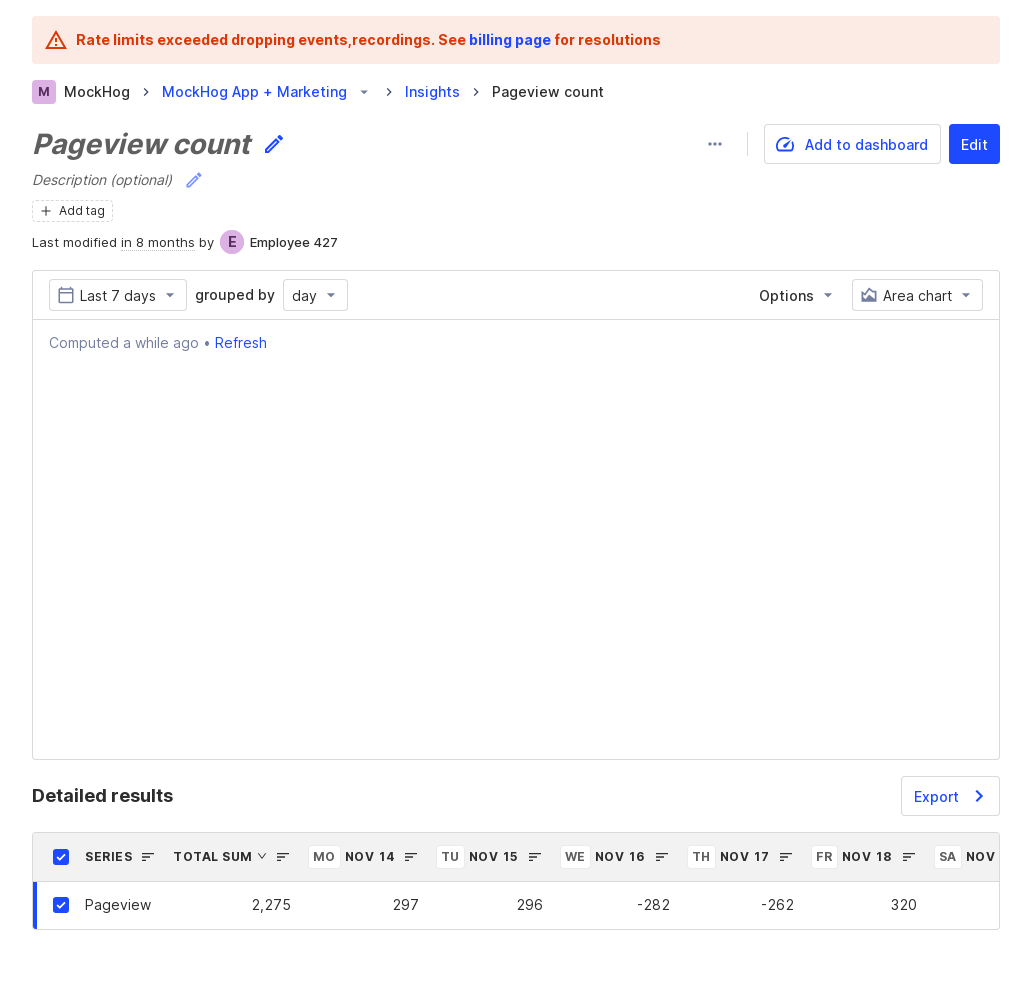 Rate limits exceeded dropping events,recordings. See billing page for resolutions
M MockHog MockHog App + Marketing Insights Pageview count
Pageview count
Add to dashboard Edit
Description (optional)
Add tag
Last modified in 8 months by E Employee 427
Last 7 days grouped by day Options Area chart
Computed a while ago • Refresh
Detailed results Export
SERIES TOTAL SUM MO NOV 14 TU NOV 15 WE NOV 16 TH NOV 17 FR NOV 18 SA NOV
Pageview 2,275 297 296 -282 -262 320